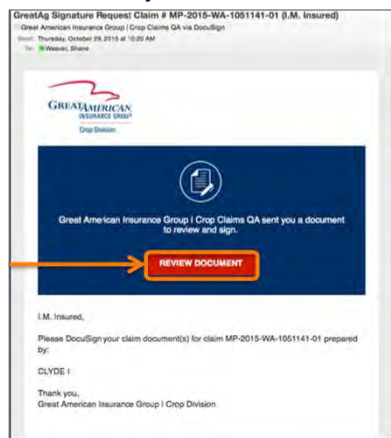 GreatAg Signature Request Claim # MP-2015-WA-1051141-01 (I.M. Insured)
Great American Insurance Group | Crop Claims QA via DocuSign
Sent: Thursday, October 29, 2015 at 10:20 AM
To: Weaver, Shane
GREATAMERICAN
INSURANCE GROUP
Crop Division
Great American Insurance Group | Crop Claims QA sent you a document
to review and sign.
REVIEW DOCUMENT
I.M. Insured,
Please DocuSign your claim document(s) for claim MP-2015-WA-1051141-01 prepared
by:
CLYDE I
Thank you,
Great American Insurance Group | Crop Division